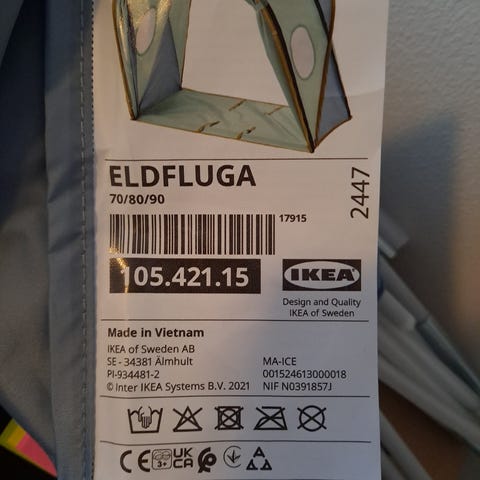 ELDFLUGA
70/80/90
2447
17915
105.421.15
IKEA
Design and Quality
IKEA of Sweden
Made in Vietnam
IKEA of Sweden AB
SE - 34381 Älmhult
PI-934481-2
© Inter IKEA Systems B.V. 2021
MA-ICE
001524613000018
NIF N0391857J
CE 3+ UK CA